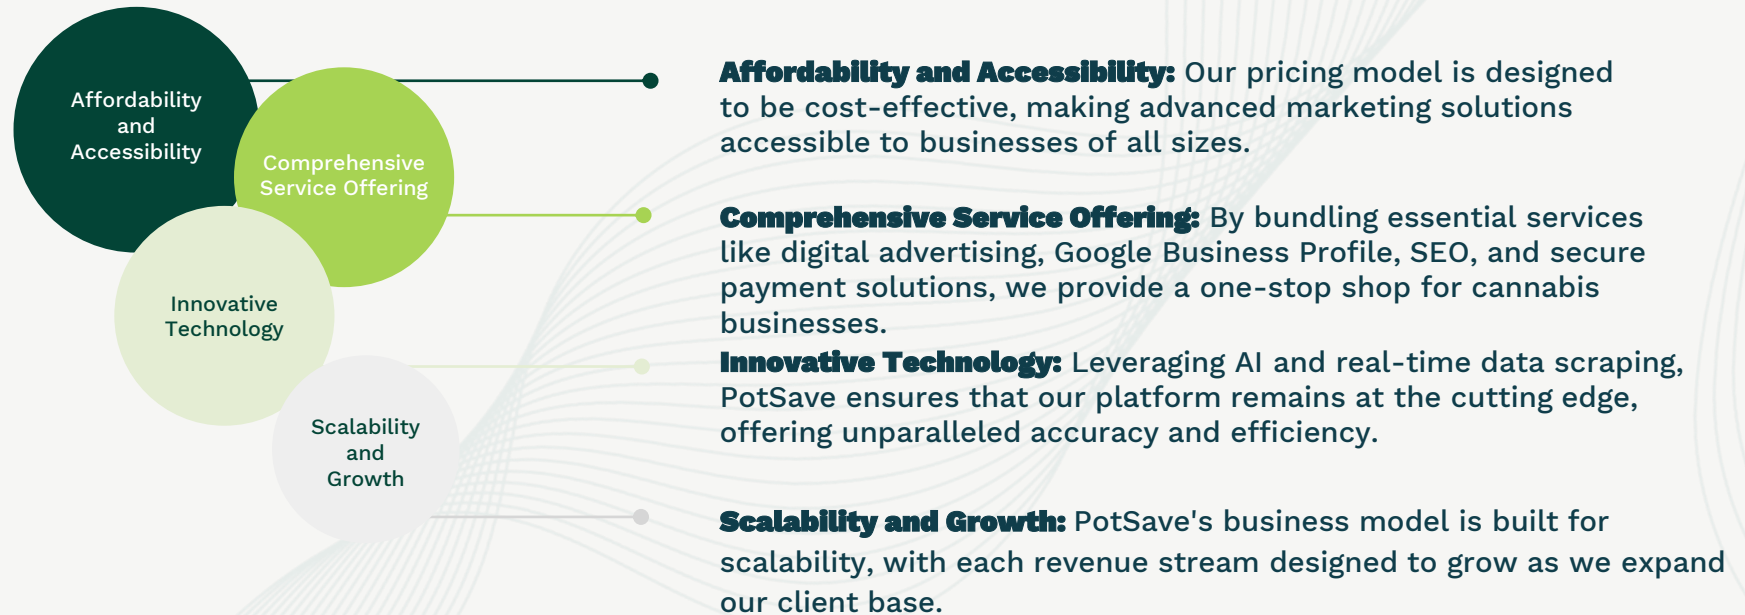 Affordability
and
Accessibility
Comprehensive
Service Offering
Innovative
Technology
Scalability
and
Growth
Affordability and Accessibility: Our pricing model is designed
to be cost-effective, making advanced marketing solutions
accessible to businesses of all sizes.
Comprehensive Service Offering: By bundling essential services
like digital advertising, Google Business Profile, SEO, and secure
payment solutions, we provide a one-stop shop for cannabis
businesses.
Innovative Technology: Leveraging AI and real-time data scraping,
PotSave ensures that our platform remains at the cutting edge,
offering unparalleled accuracy and efficiency.
Scalability and Growth: PotSave's business model is built for
scalability, with each revenue stream designed to grow as we expand
our client base.